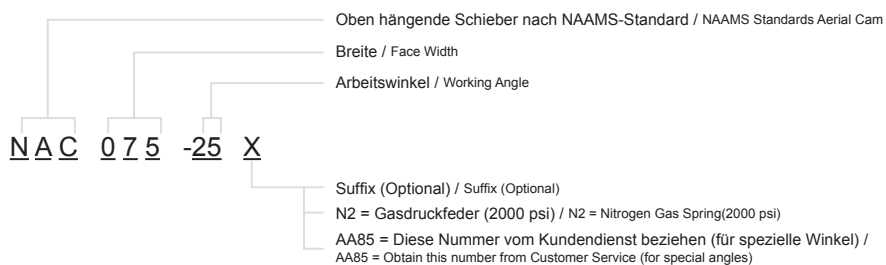 Oben hängende Schieber nach NAAMS-Standard / NAAMS Standards Aerial Cam
Breite / Face Width
Arbeitswinkel / Working Angle
NAC 075 -25 X
Suffix (Optional) / Suffix (Optional)
N2 = Gasdruckfeder (2000 psi) / N2 = Nitrogen Gas Spring(2000 psi)
AA85 = Diese Nummer vom Kundendienst beziehen (für spezielle Winkel) /
AA85 = Obtain this number from Customer Service (for special angles)